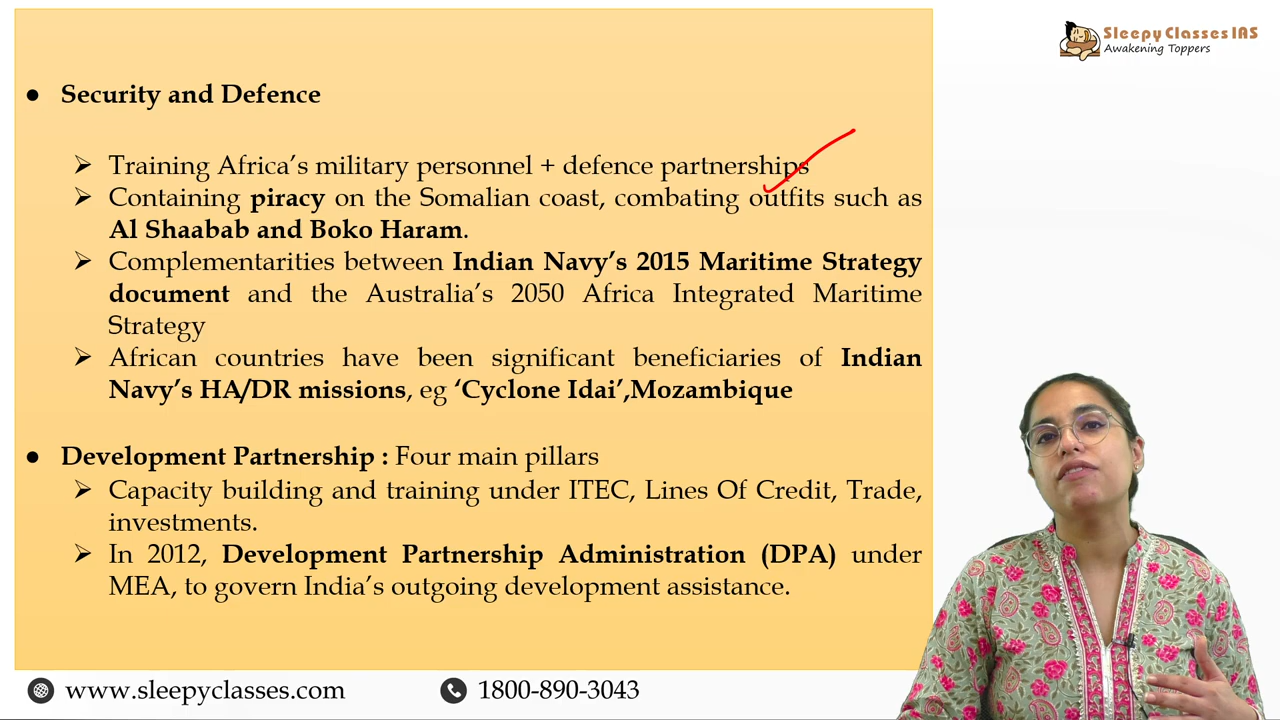 Sleepy Classes IAS
Awakening Toppers
● Security and Defence
➢ Training Africa’s military personnel + defence partnerships
➢ Containing piracy on the Somalian coast, combating outfits such as
Al Shaabab and Boko Haram.
➢ Complementarities between Indian Navy’s 2015 Maritime Strategy
document and the Australia’s 2050 Africa Integrated Maritime
Strategy
➢ African countries have been significant beneficiaries of Indian
Navy’s HA/DR missions, eg ‘Cyclone Idai’,Mozambique
● Development Partnership : Four main pillars
➢ Capacity building and training under ITEC, Lines Of Credit, Trade,
investments.
➢ In 2012, Development Partnership Administration (DPA) under
MEA, to govern India’s outgoing development assistance.
www.sleepyclasses.com
1800-890-3043